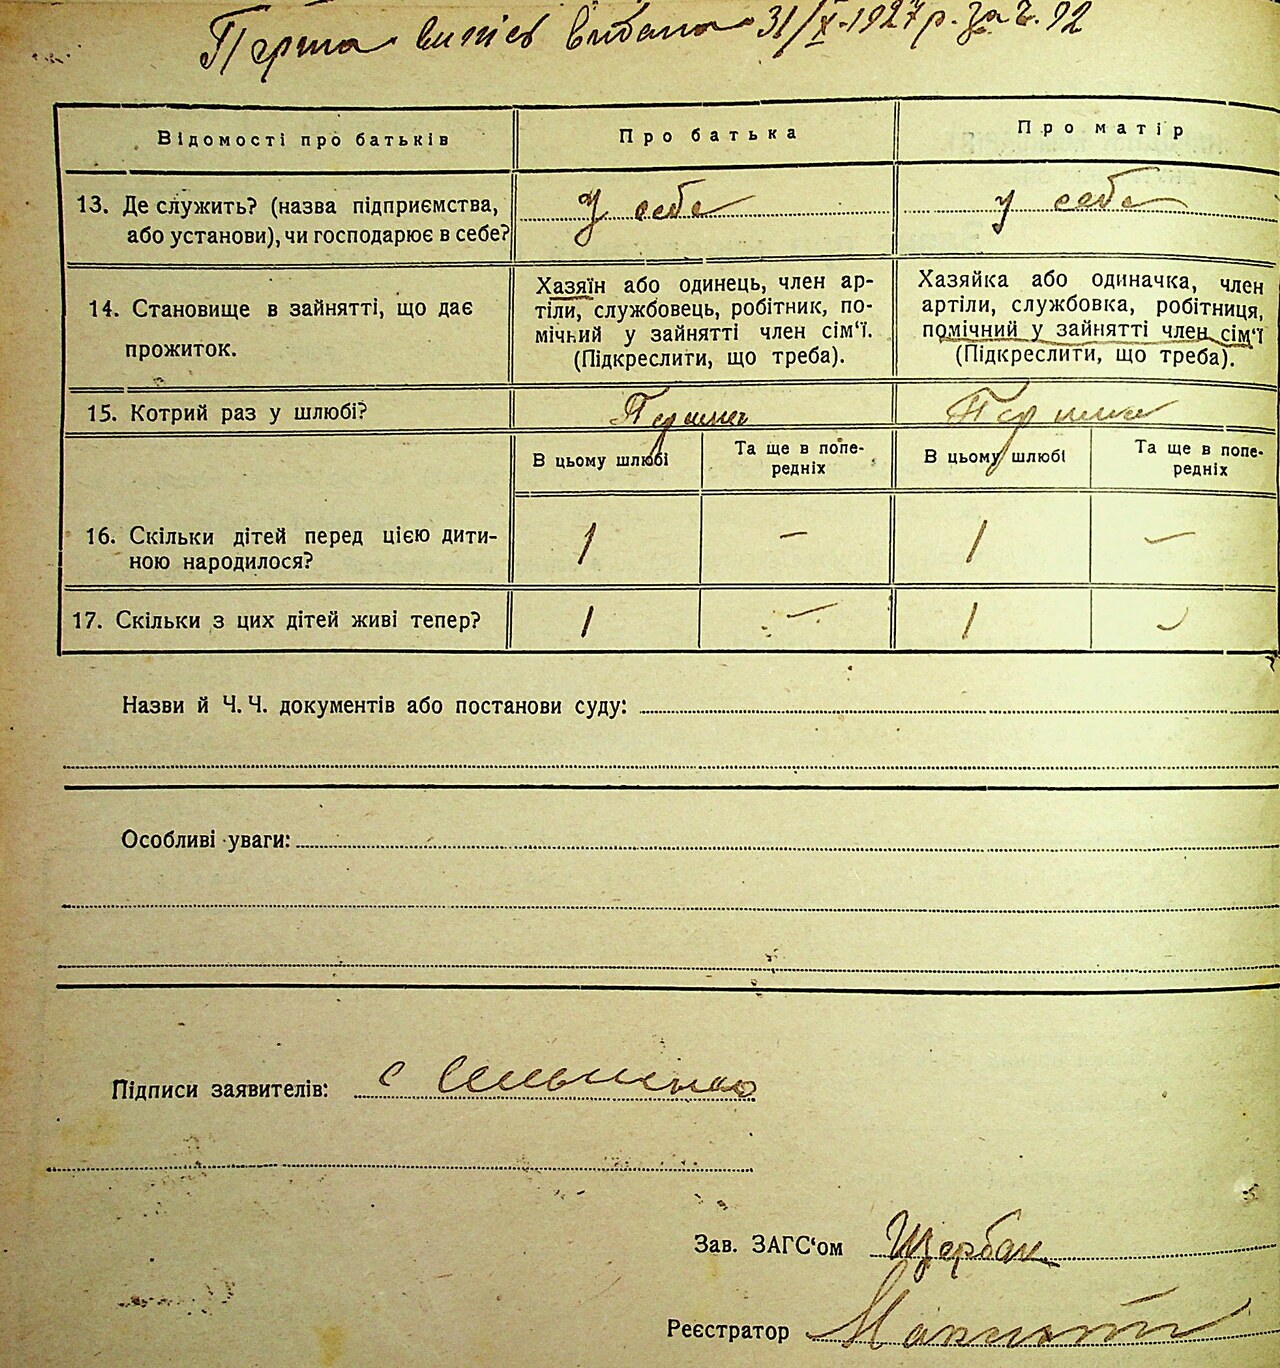 Перша випись видана 31/X-1927 р. за ч. 92
Відомості про батьків
Про батька
Про матір
13. Де служить? (назва підприємства,
або установи), чи господарює в себе?
у себе
у себе
14. Становище в зайнятті, що дає
прожиток.
Хазяїн або одинець, член ар-
тіли, службовець, робітник, по-
мічний у зайнятті член сім'ї.
(Підкреслити, що треба).
Хазяйка або одиначка, член
артіли, службовка, робітниця,
помічний у зайнятті член сім'ї
(Підкреслити, що треба).
15. Котрий раз у шлюбі?
В цьому шлюбі
Та ще в попе-
редніх
В цьому шлюбі
Та ще в попе-
редніх
16. Скільки дітей перед цією дити-
ною народилося?
1
-
1
-
17. Скільки з цих дітей живі тепер?
1
-
1
-
Назви й Ч. Ч. документів або постанови суду:
Особливі уваги:
Підписи заявителів:
Зав. ЗАГС'ом Щербак
Реєстратор